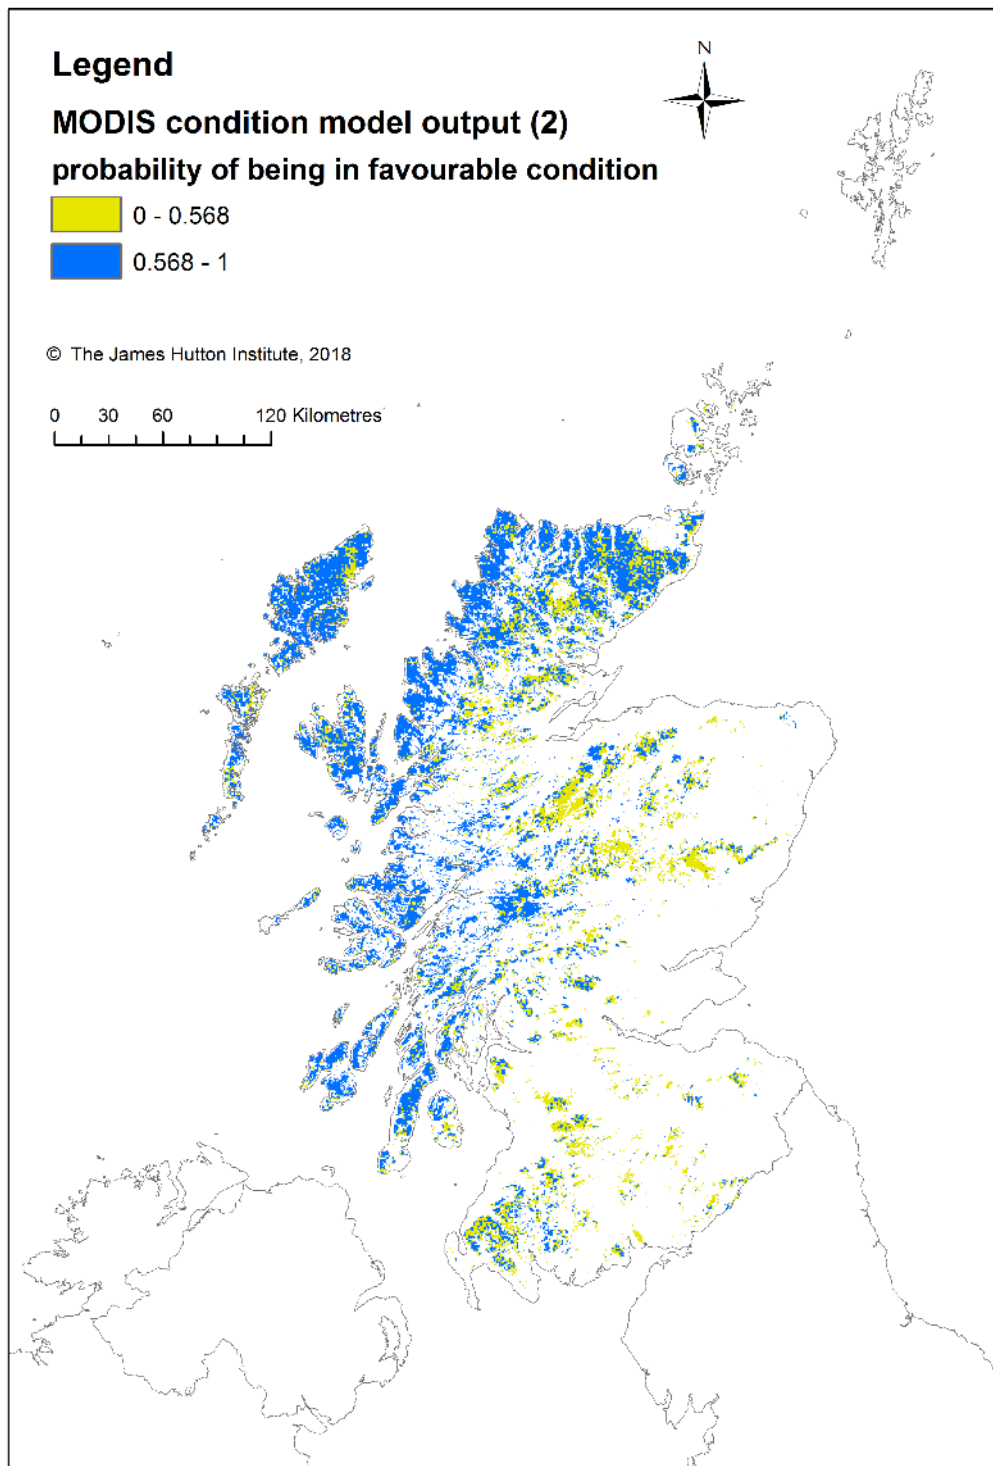 Legend
N
MODIS condition model output (2)
probability of being in favourable condition
0 - 0.568
0.568 - 1
© The James Hutton Institute, 2018
0 30 60 120 Kilometres